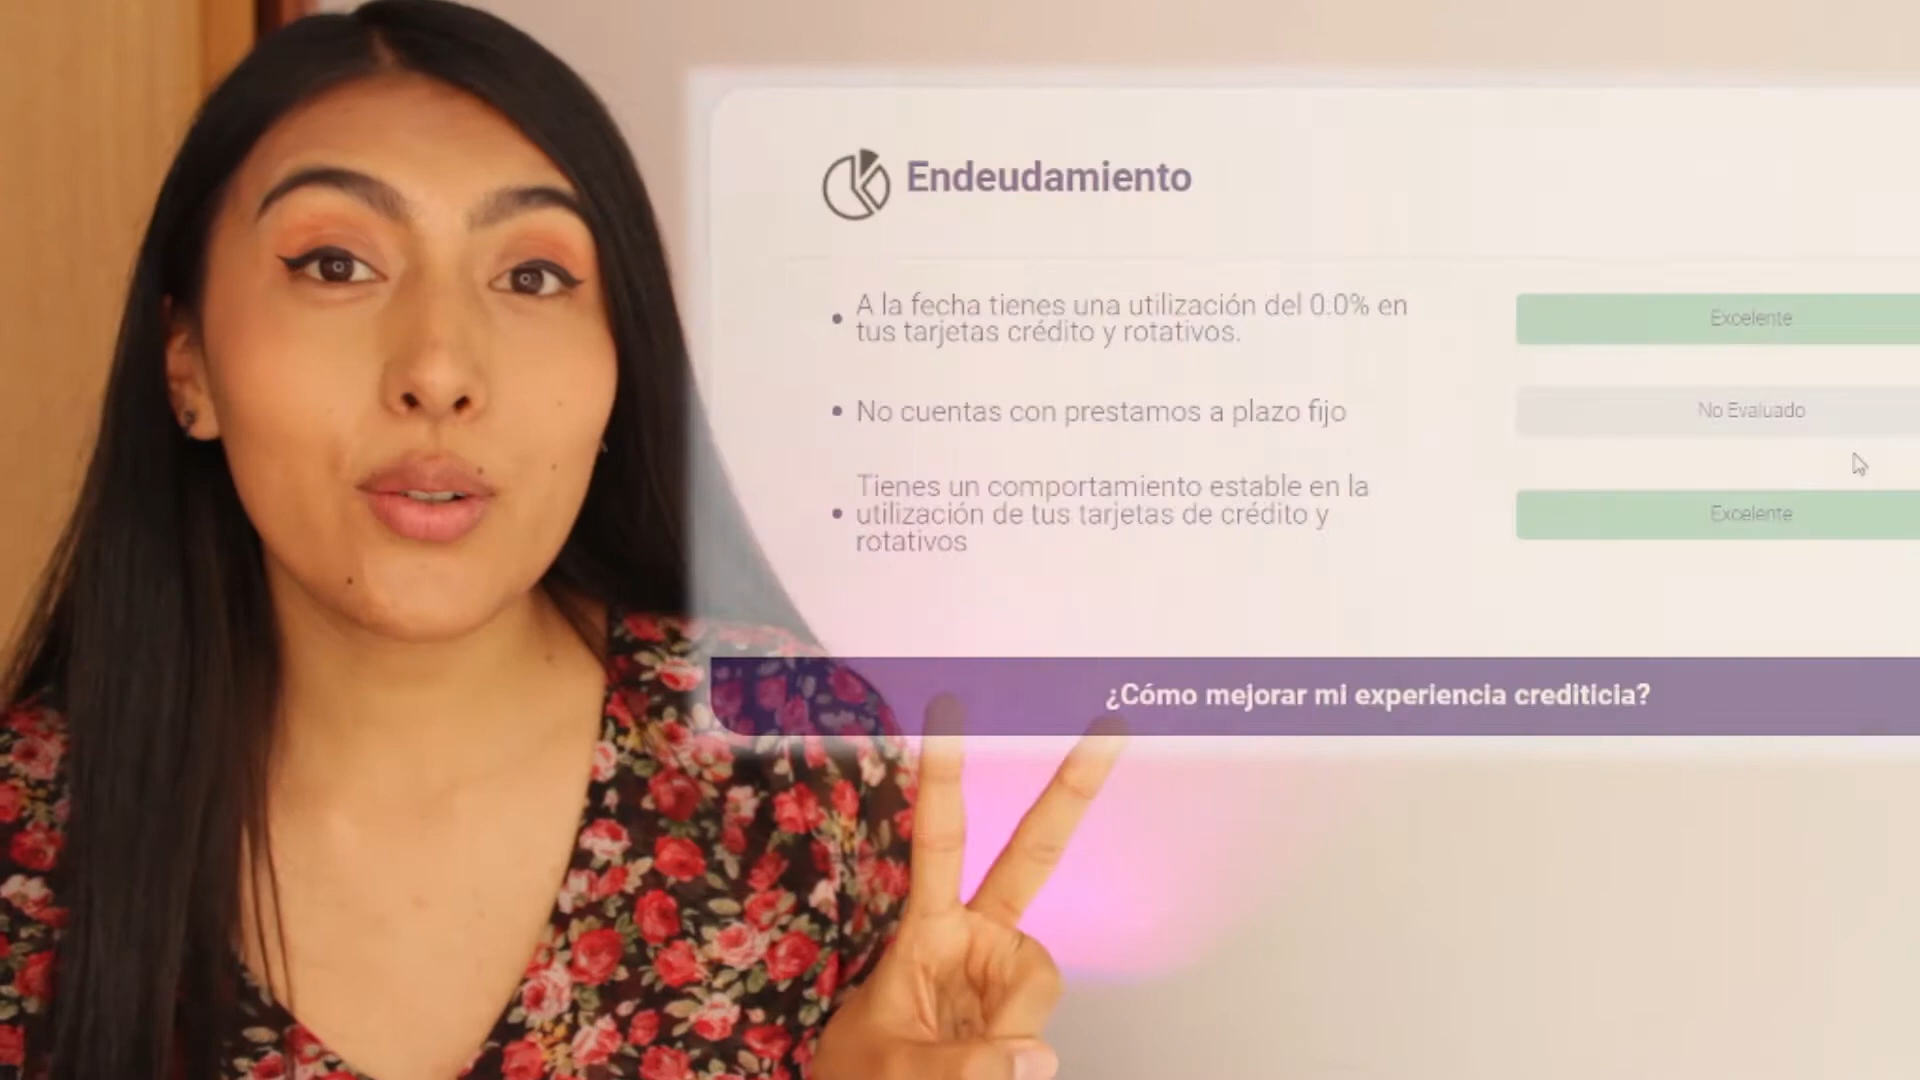 Endeudamiento
A la fecha tienes una utilización del 0.0% en
tus tarjetas crédito y rotativos.
Excelente
No cuentas con prestamos a plazo fijo
No Evaluado
Tienes un comportamiento estable en la
utilización de tus tarjetas de crédito y
rotativos
Excelente
¿Cómo mejorar mi experiencia crediticia?